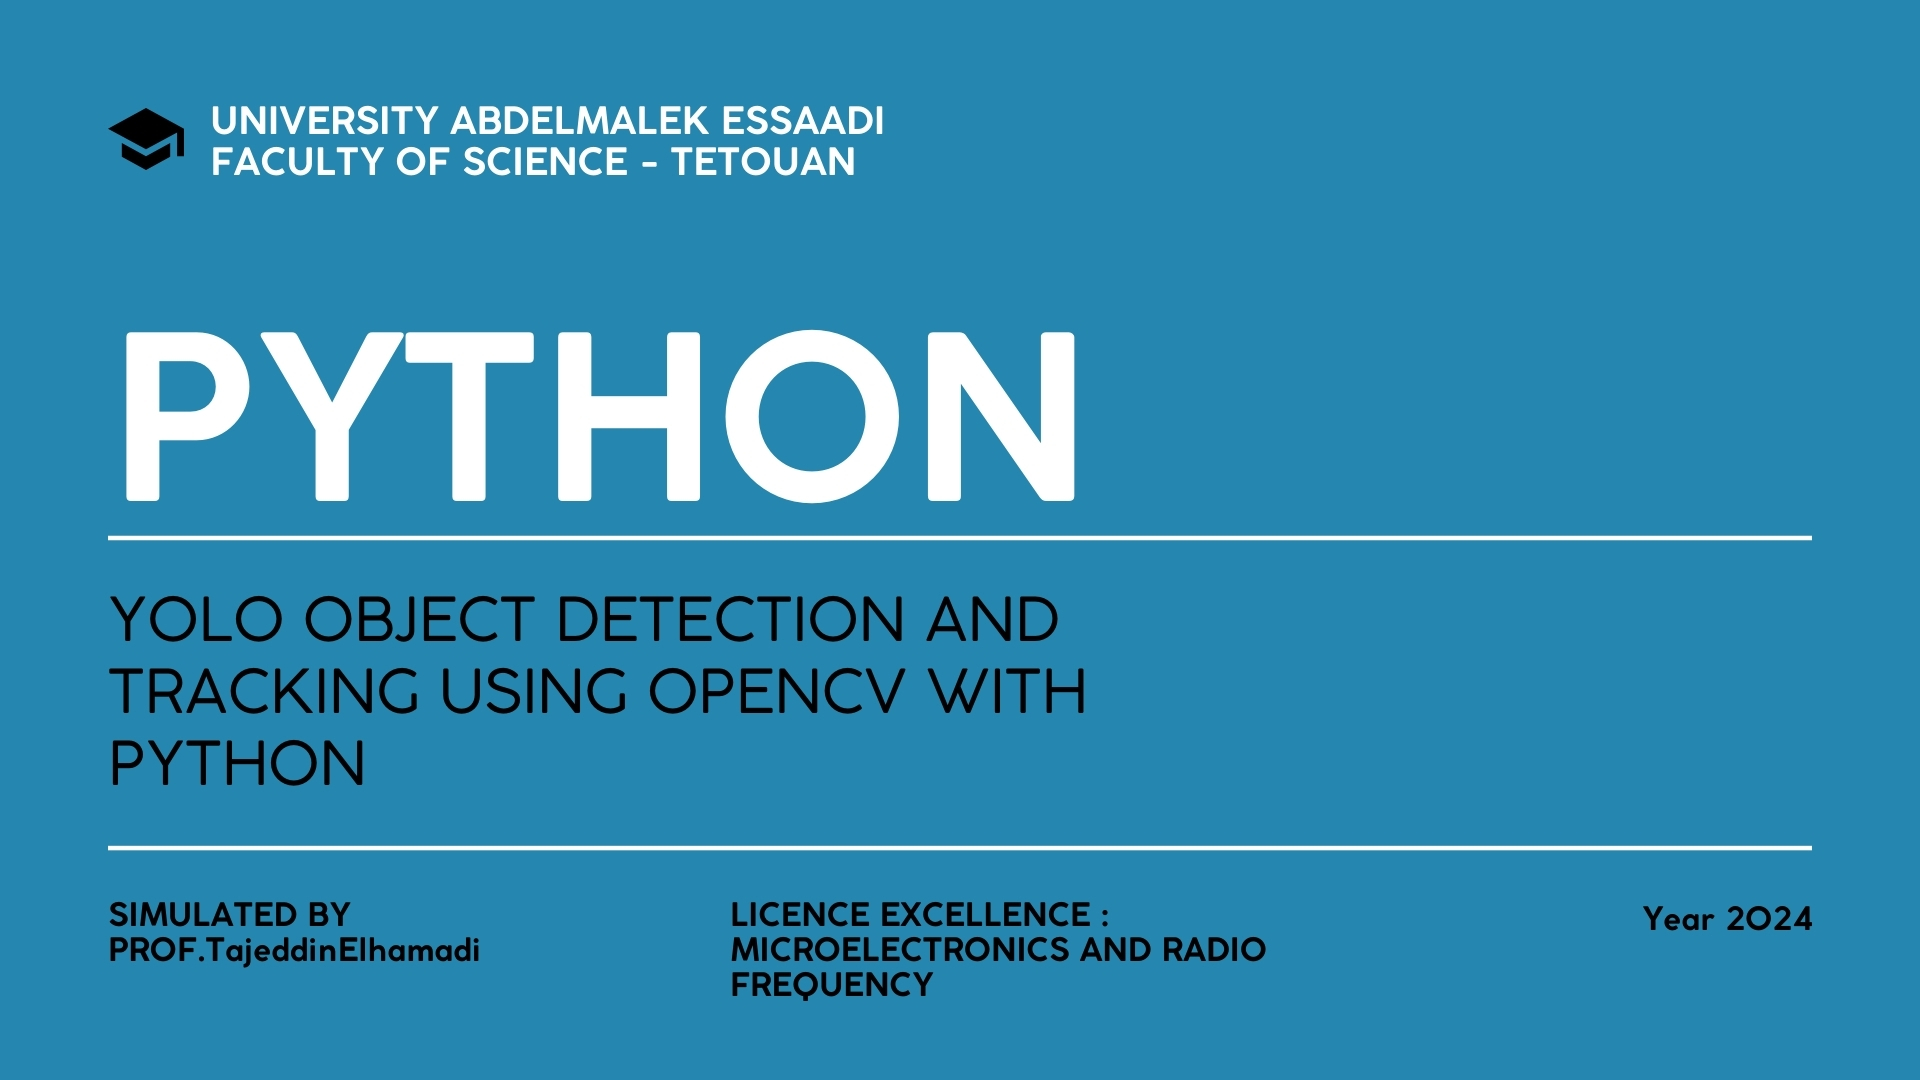 UNIVERSITY ABDELMALEK ESSAADI
FACULTY OF SCIENCE - TETOUAN
PYTHON
YOLO OBJECT DETECTION AND
TRACKING USING OPENCV WITH
PYTHON
SIMULATED BY
PROF.TajeddinElhamadi
LICENCE EXCELLENCE :
MICROELECTRONICS AND RADIO
FREQUENCY
Year 2024